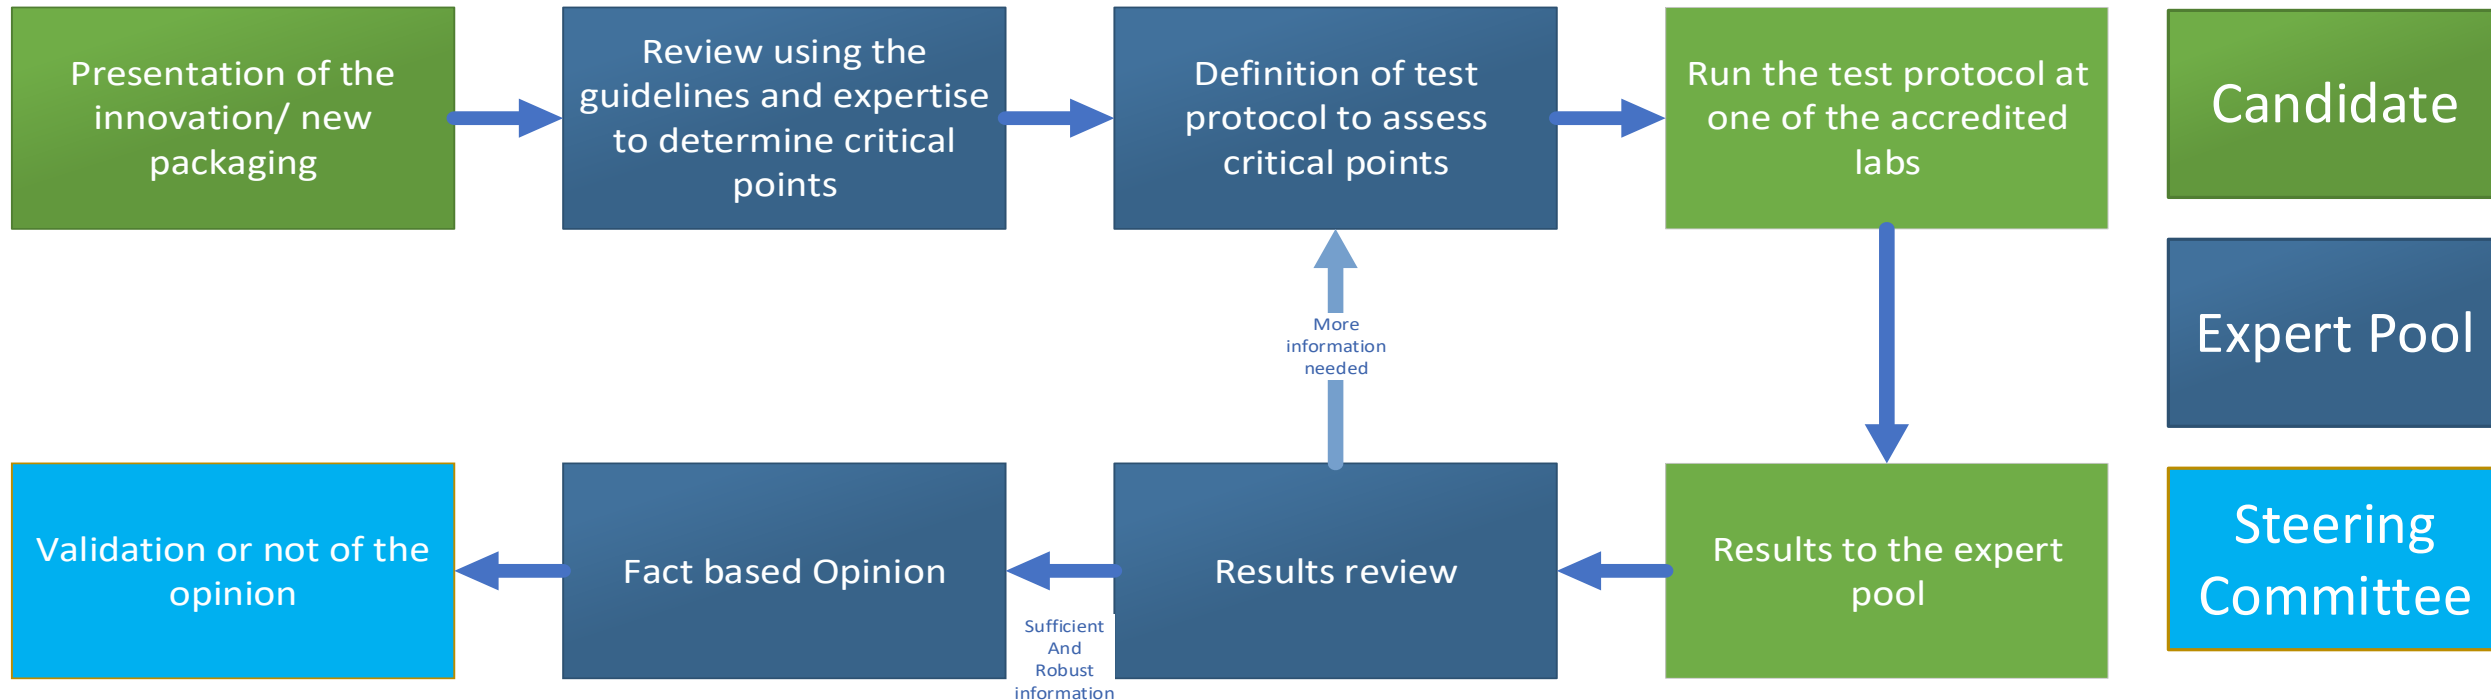 Presentation of the
innovation/ new
packaging
Review using the
guidelines and expertise
to determine critical
points
Definition of test
protocol to assess
critical points
Run the test protocol at
one of the accredited
labs
Candidate
Expert Pool
More
information
needed
Validation or not of the
opinion
Fact based Opinion
Sufficient
And
Robust
information
Results review
Results to the expert
pool
Steering
Committee